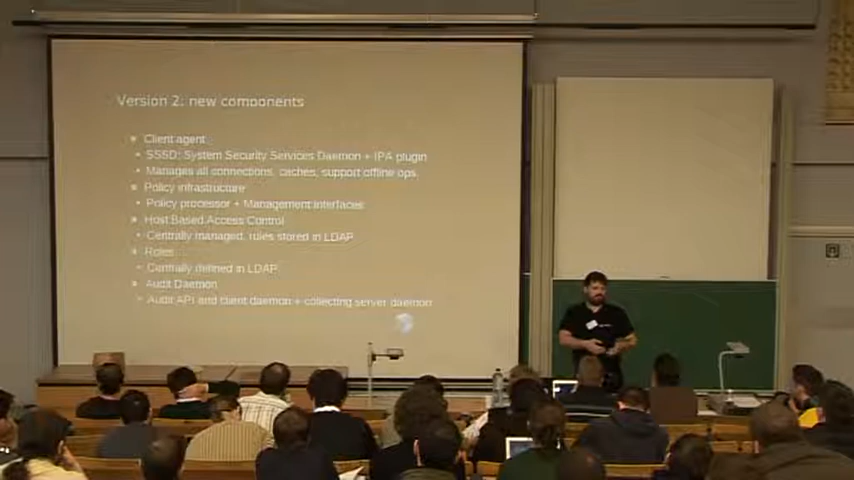 Version 2: new components
Client agent
SSSD: System Security Services Daemon + IPA plugin
Manages all connections, caches, support offline ops.
Policy infrastructure
Policy processor + Management interfaces
Host Based Access Control
Centrally managed, rules stored in LDAP
Roles
Centrally defined in LDAP
Audit Daemon
Audit API and client daemon + collecting server daemon